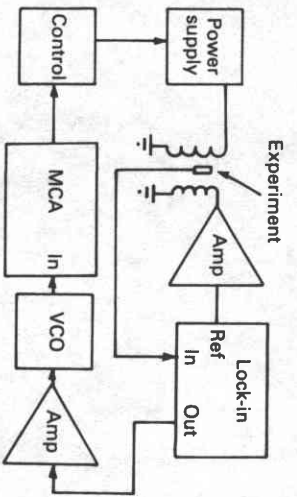 Power
supply
Experiment
Amp
Lock-in
Ref
In
Out
Control
MCA
In
VCO
Amp